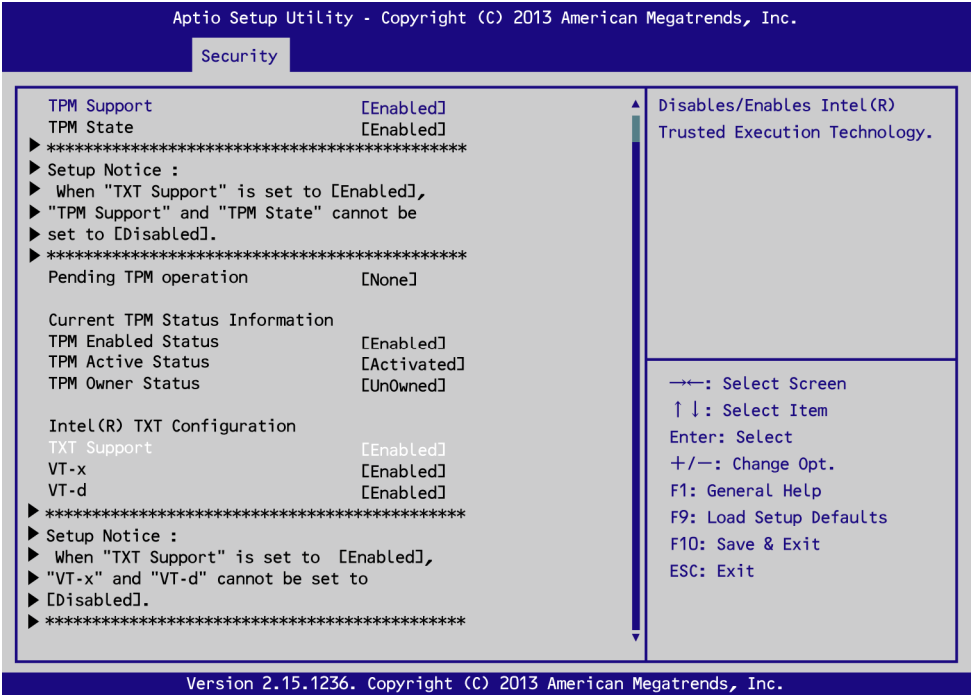 Aptio Setup Utility - Copyright (C) 2013 American Megatrends, Inc.
Security
TPM Support [Enabled]
TPM State [Enabled]
*********************************************
Setup Notice :
When "TXT Support" is set to [Enabled],
"TPM Support" and "TPM State" cannot be
set to [Disabled].
*********************************************
Pending TPM operation [None]
Current TPM Status Information
TPM Enabled Status [Enabled]
TPM Active Status [Activated]
TPM Owner Status [UnOwned]
Intel(R) TXT Configuration
TXT Support [Enabled]
VT-x [Enabled]
VT-d [Enabled]
*********************************************
Setup Notice :
When "TXT Support" is set to [Enabled],
"VT-x" and "VT-d" cannot be set to
[Disabled].
*********************************************
Disables/Enables Intel(R)
Trusted Execution Technology.
→←: Select Screen
↑↓: Select Item
Enter: Select
+/-: Change Opt.
F1: General Help
F9: Load Setup Defaults
F10: Save & Exit
ESC: Exit
Version 2.15.1236. Copyright (C) 2013 American Megatrends, Inc.